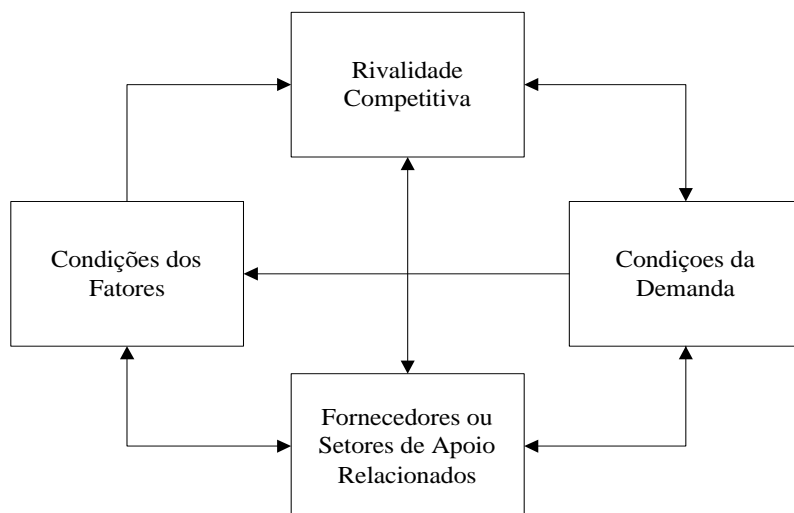 Rivalidade
Competitiva
Condições dos
Fatores
Condiçoes da
Demanda
Fornecedores ou
Setores de Apoio
Relacionados